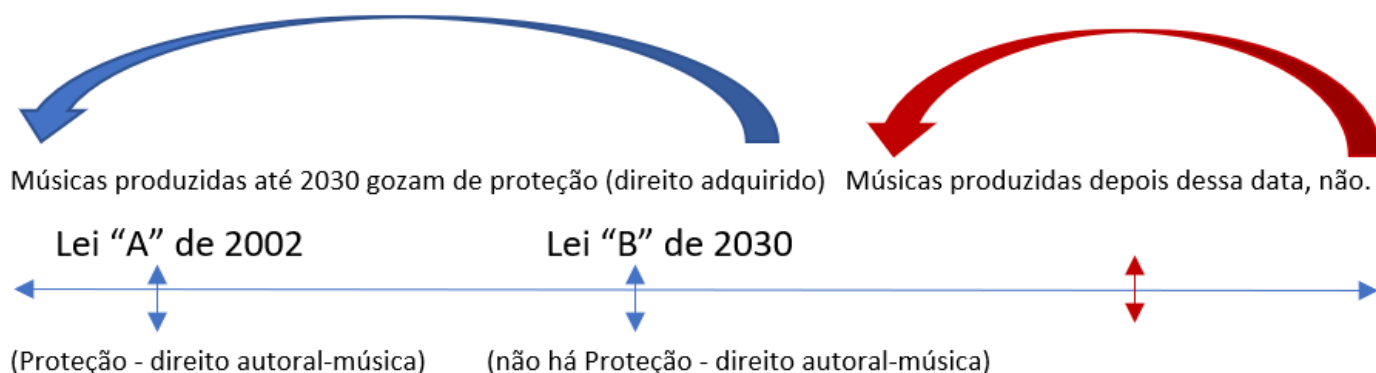 Músicas produzidas até 2030 gozam de proteção (direito adquirido) Músicas produzidas depois dessa data, não.
Lei “A” de 2002 Lei “B” de 2030
(Proteção - direito autoral-música) (não há Proteção - direito autoral-música)